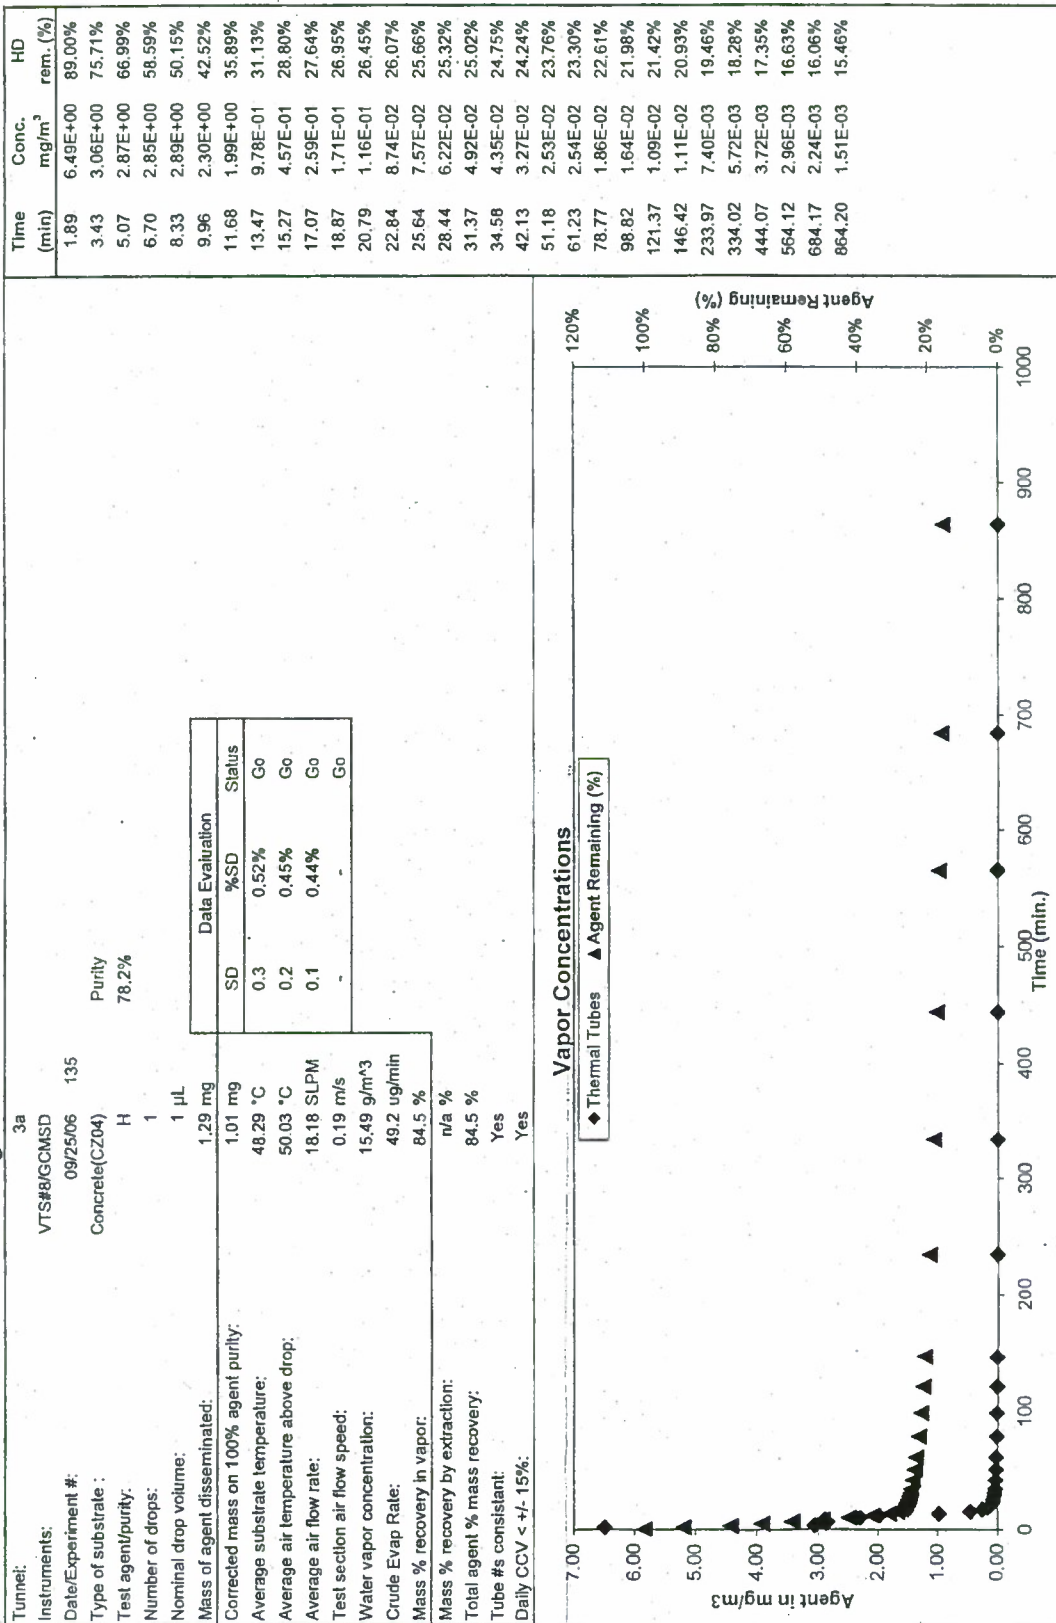 Tunnel: 3a
Instruments: VTS#8/GCMSD
Date/Experiment #: 09/25/06 135
Type of substrate : Concrete(CZ04) Purity
Test agent/purity: H 78.2%
Number of drops: 1
Nominal drop volume: 1 µL
Mass of agent disseminated: 1.29 mg Data Evaluation
Corrected mass on 100% agent purity: 1.01 mg SD %SD Status
Average substrate temperature: 48.29 °C 0.3 0.52% Go
Average air temperature above drop: 50.03 °C 0.2 0.45% Go
Average air flow rate: 18.18 SLPM 0.1 0.44% Go
Test section air flow speed: 0.19 m/s - - Go
Water vapor concentration: 15.49 g/m^3
Crude Evap Rate: 49.2 ug/min
Mass % recovery in vapor: 84.5 %
Mass % recovery by extraction: n/a %
Total agent % mass recovery: 84.5 %
Tube #s consistant: Yes
Daily CCV < +/- 15%: Yes
Time Conc. HD
(min) mg/m³ rem. (%)
1.89 6.49E+00 89.00%
3.43 3.06E+00 75.71%
5.07 2.87E+00 66.99%
6.70 2.85E+00 58.59%
8.33 2.89E+00 50.15%
9.96 2.30E+00 42.52%
11.68 1.99E+00 35.89%
13.47 9.78E-01 31.13%
15.27 4.57E-01 28.80%
17.07 2.59E-01 27.64%
18.87 1.71E-01 26.95%
20.79 1.16E-01 26.45%
22.84 8.74E-02 26.07%
25.64 7.57E-02 25.66%
28.44 6.22E-02 25.32%
31.37 4.92E-02 25.02%
34.58 4.35E-02 24.75%
42.13 3.27E-02 24.24%
51.18 2.53E-02 23.76%
61.23 2.54E-02 23.30%
78.77 1.86E-02 22.61%
98.82 1.64E-02 21.98%
121.37 1.09E-02 21.42%
146.42 1.11E-02 20.93%
233.97 7.40E-03 19.46%
334.02 5.72E-03 18.28%
444.07 3.72E-03 17.35%
564.12 2.96E-03 16.63%
684.17 2.24E-03 16.06%
864.20 1.51E-03 15.46%
Vapor Concentrations
Thermal Tubes Agent Remaining (%)
Agent in mg/m3
7.00
6.00
5.00
4.00
3.00
2.00
1.00
0.00
Agent Remaining (%)
120%
100%
80%
60%
40%
20%
0%
0 100 200 300 400 500 600 700 800 900 1000
Time (min.)